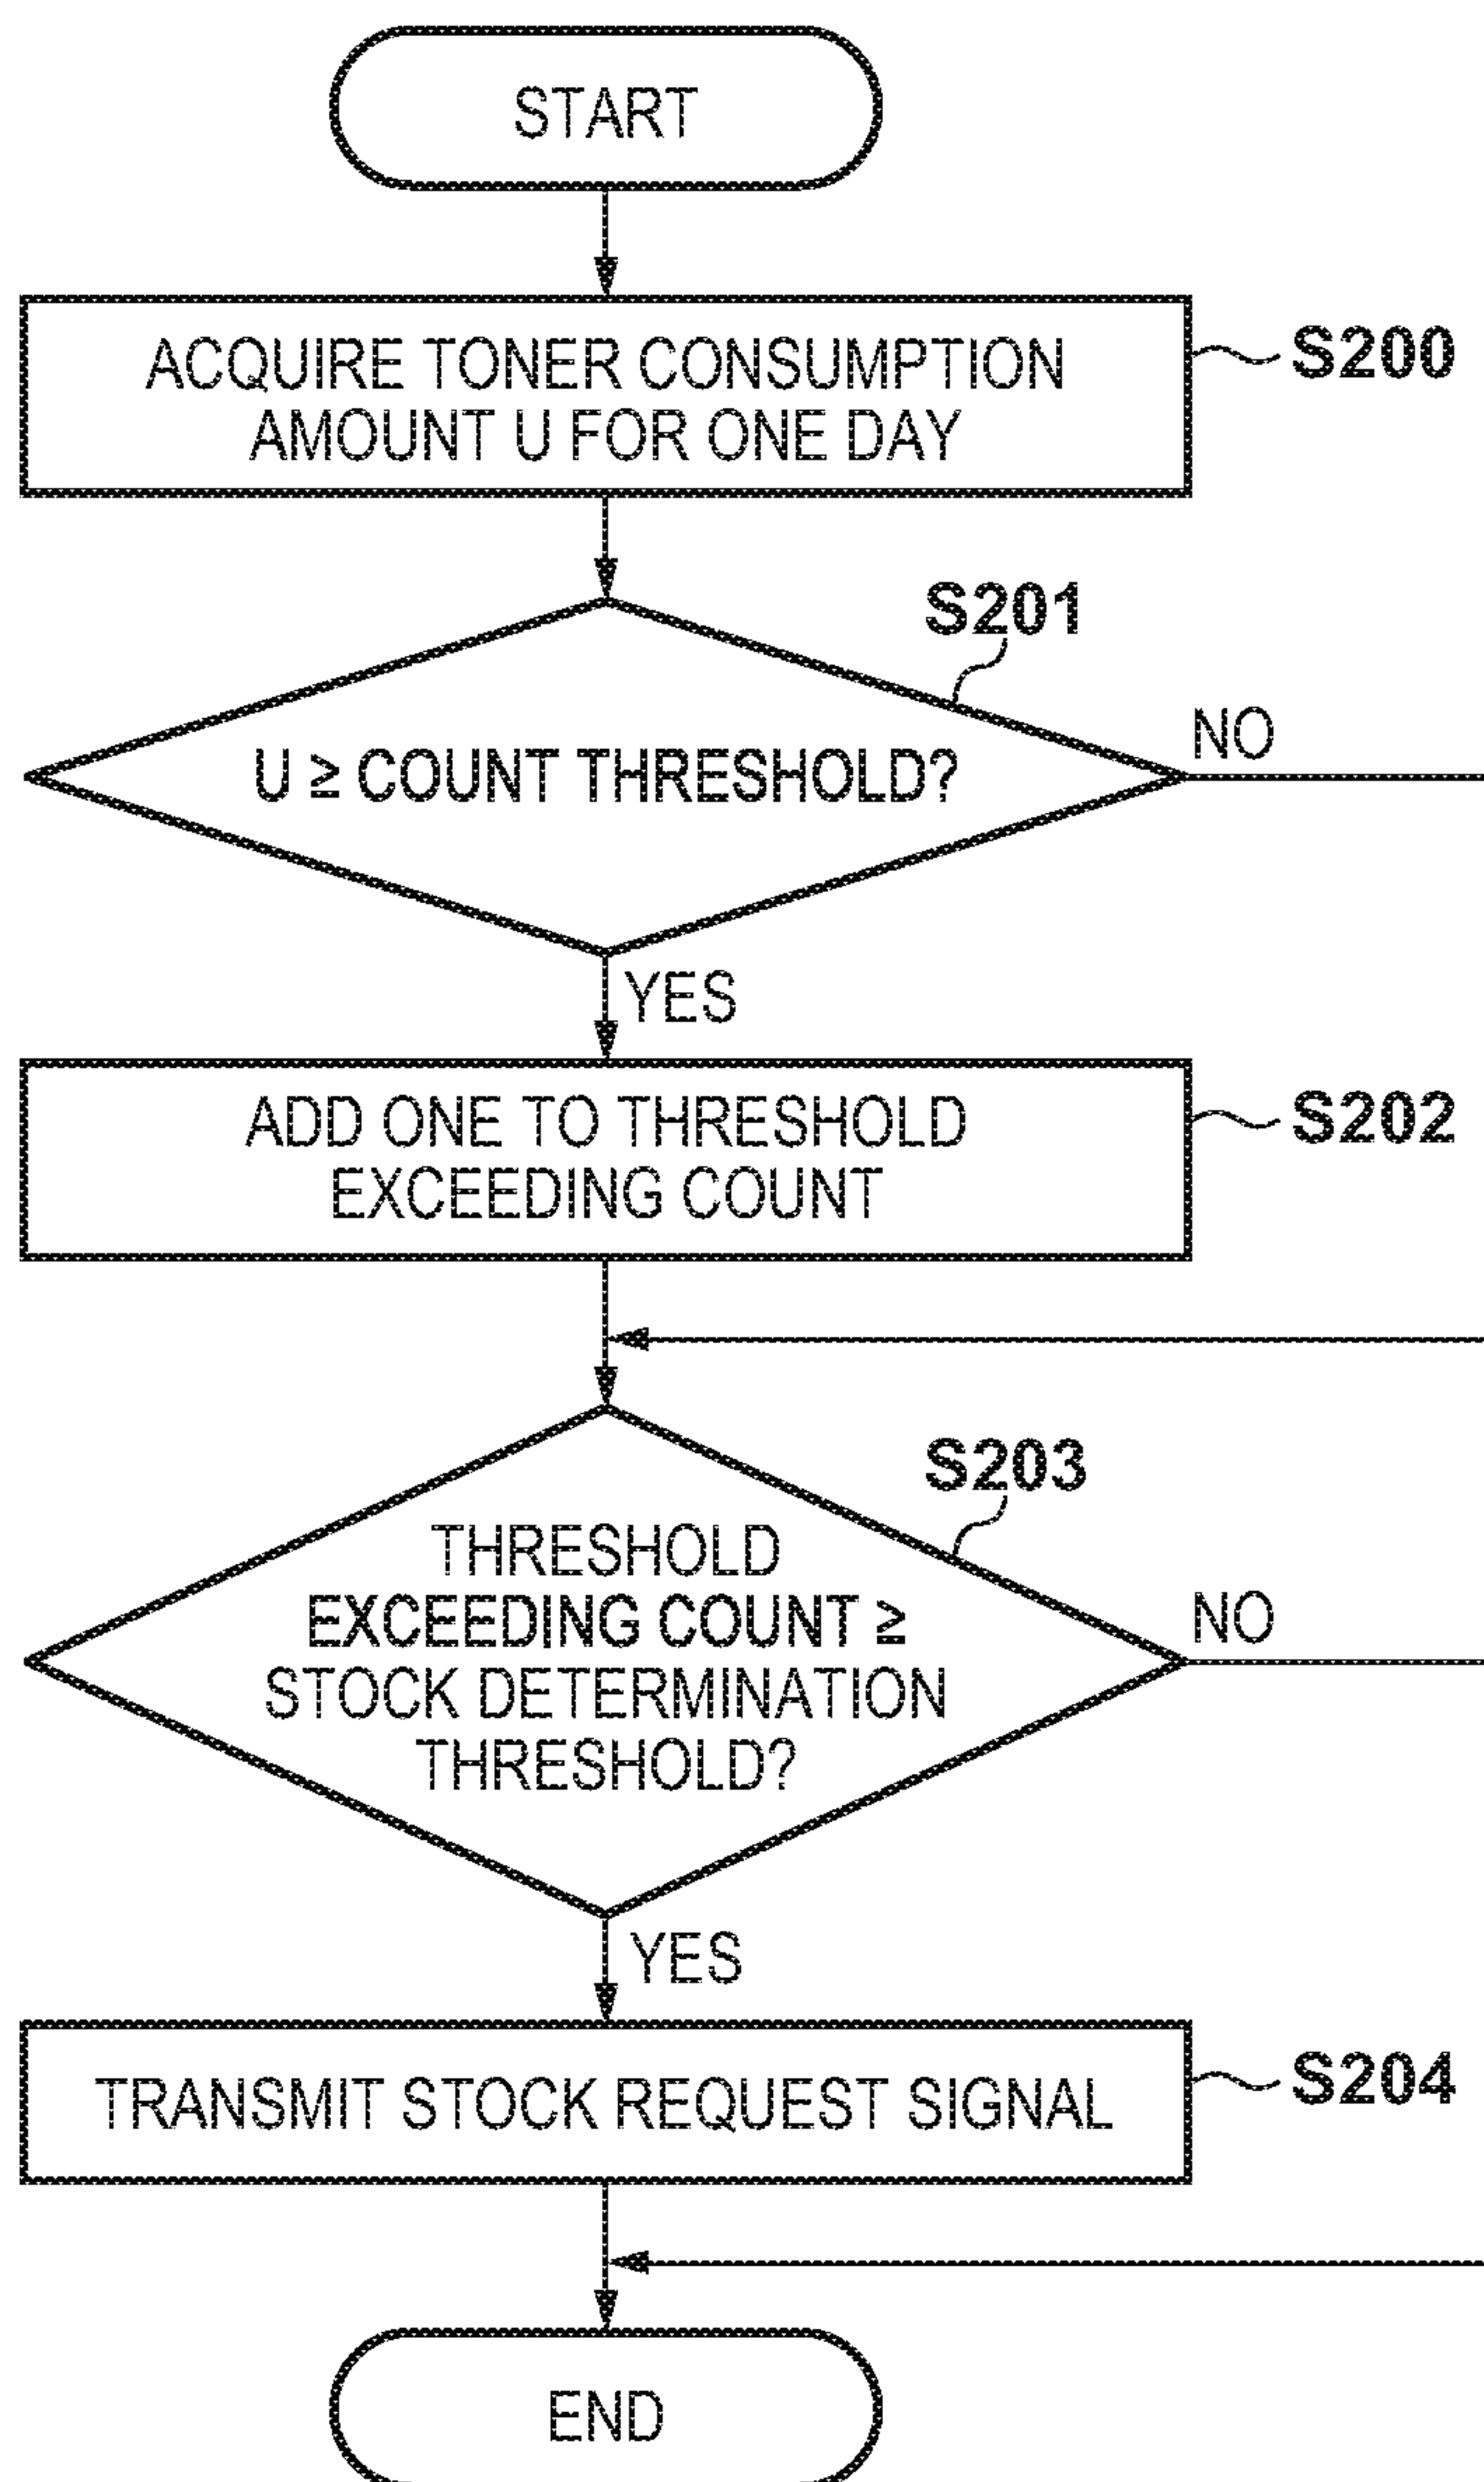 START
ACQUIRE TONER CONSUMPTION
AMOUNT U FOR ONE DAY
S200
S201
U ≥ COUNT THRESHOLD?
NO
YES
ADD ONE TO THRESHOLD
EXCEEDING COUNT
S202
S203
THRESHOLD
EXCEEDING COUNT ≥
STOCK DETERMINATION
THRESHOLD?
NO
YES
TRANSMIT STOCK REQUEST SIGNAL
S204
END